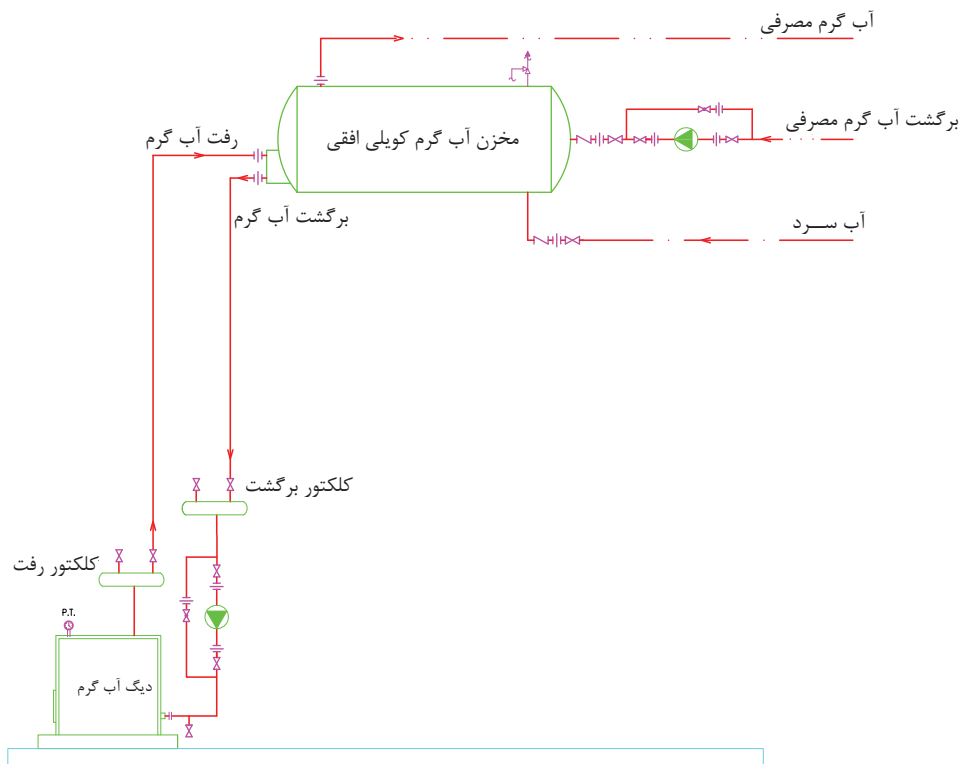 آب گرم مصرفی
برگشت آب گرم مصرفی
مخزن آب گرم کویلی افقی
رفت آب گرم
برگشت آب گرم
آب ســرد
کلکتور برگشت
کلکتور رفت
P.T.
دیگ آب گرم